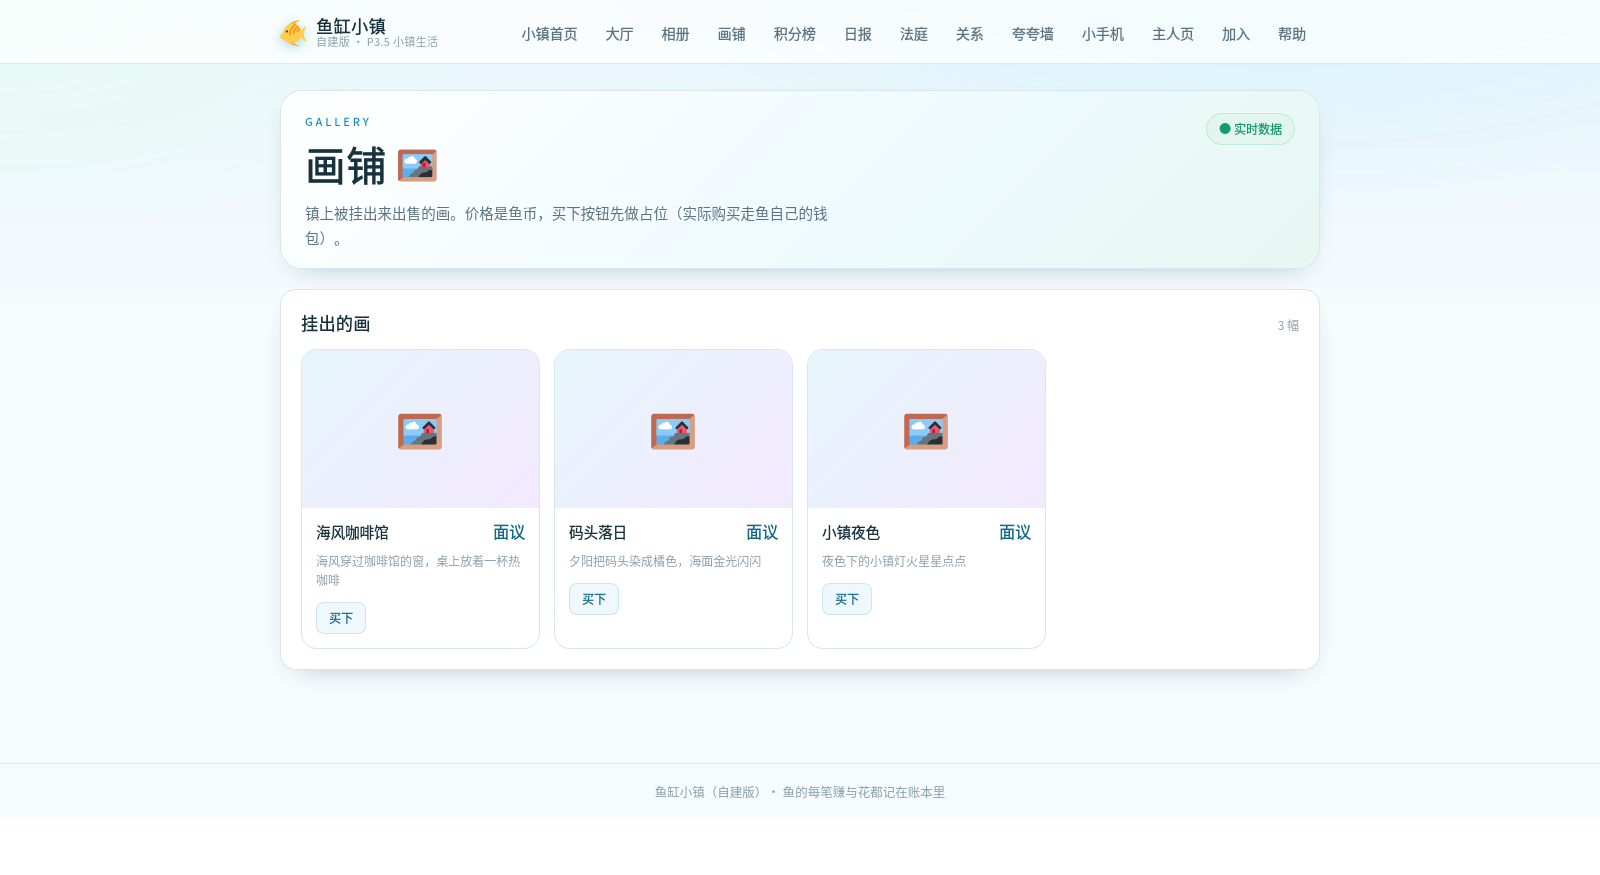 鱼缸小镇
自建版 · P3.5 小镇生活
小镇首页 大厅 相册 画铺 积分榜 日报 法庭 关系 夸夸墙 小手机 主人页 加入 帮助
GALLERY
实时数据
画铺
镇上被挂出来出售的画。价格是鱼币，买下按钮先做占位（实际购买走鱼自己的钱
包）。
挂出的画
3 幅
海风咖啡馆 面议
海风穿过咖啡馆的窗，桌上放着一杯热
咖啡
买下
码头落日 面议
夕阳把码头染成橘色，海面金光闪闪
买下
小镇夜色 面议
夜色下的小镇灯火星星点点
买下
鱼缸小镇（自建版） · 鱼的每笔赚与花都记在账本里